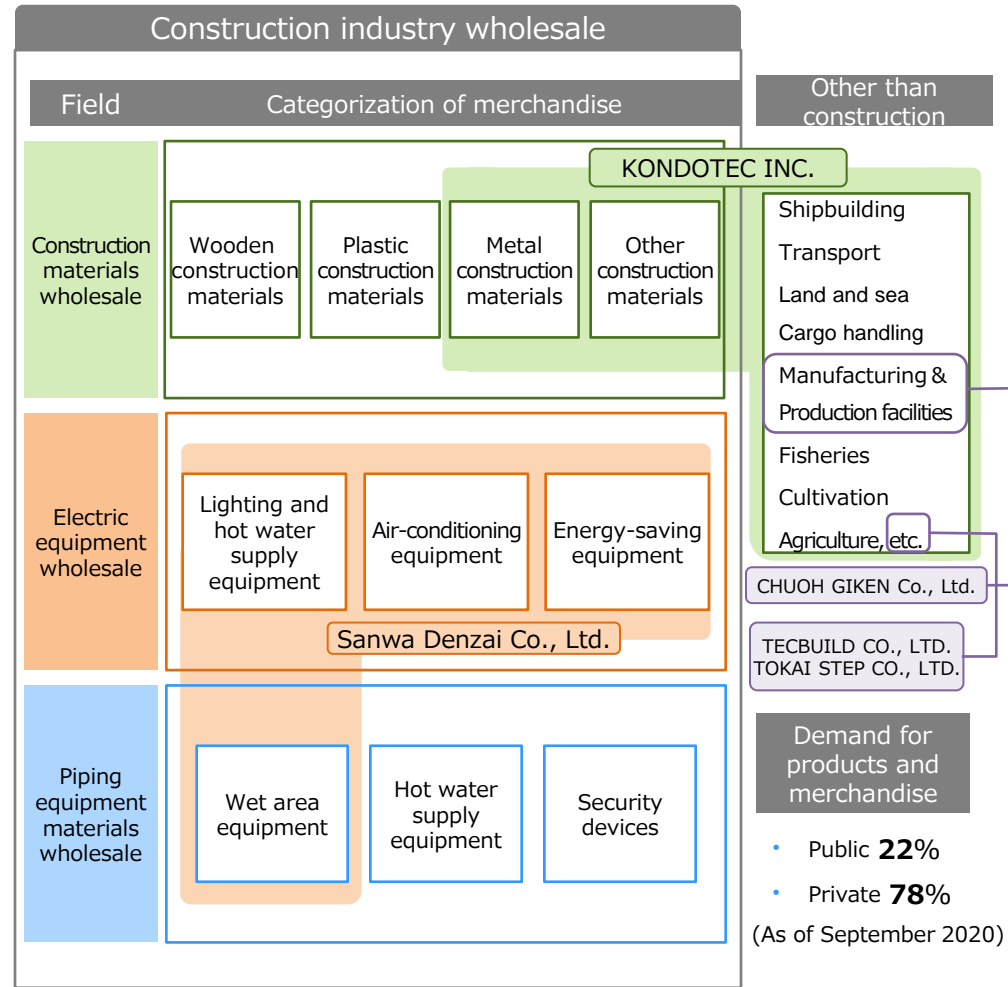 Construction industry wholesale
Field
Categorization of merchandise
Other than
construction
KONDOTEC INC.
Construction
materials
wholesale
Wooden
construction
materials
Plastic
construction
materials
Metal
construction
materials
Other
construction
materials
Shipbuilding
Transport
Land and sea
Cargo handling
Manufacturing &
Production facilities
Fisheries
Cultivation
Agriculture, etc.
Electric
equipment
wholesale
Lighting and
hot water
supply
equipment
Air-conditioning
equipment
Energy-saving
equipment
Sanwa Denzai Co., Ltd.
CHUOH GIKEN Co., Ltd.
TECBUILD CO., LTD.
TOKAI STEP CO., LTD.
Piping
equipment
materials
wholesale
Wet area
equipment
Hot water
supply
equipment
Security
devices
Demand for
products and
merchandise
• Public 22%
• Private 78%
(As of September 2020)